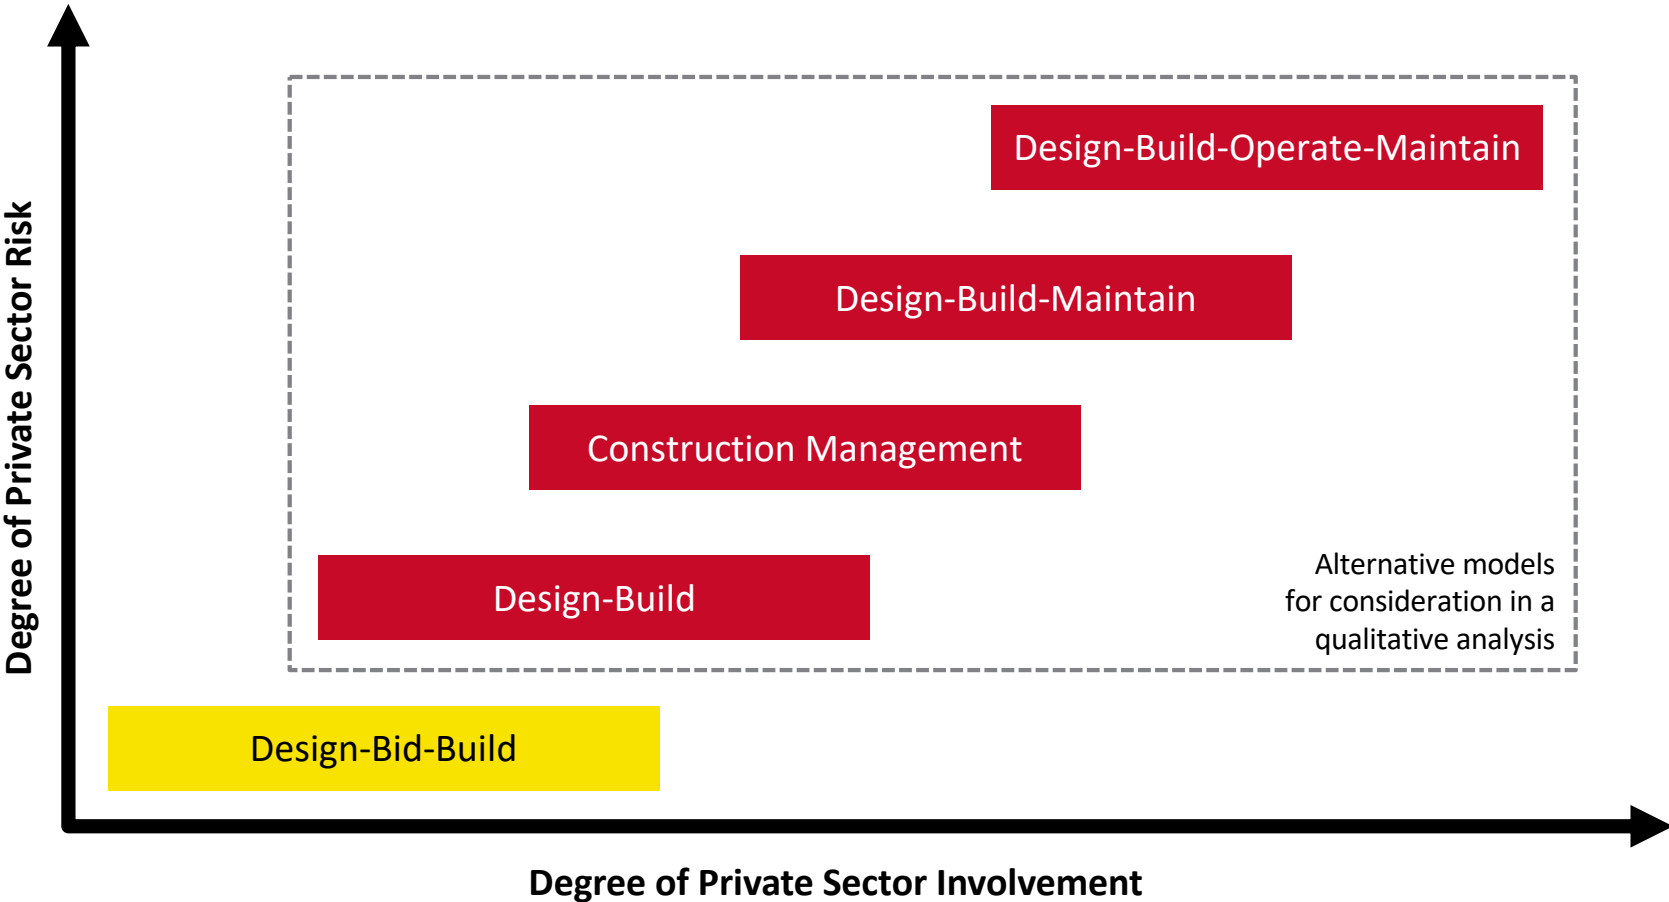 Degree of Private Sector Risk
Design-Build-Operate-Maintain
Design-Build-Maintain
Construction Management
Design-Build
Alternative models
for consideration in a
qualitative analysis
Design-Bid-Build
Degree of Private Sector Involvement